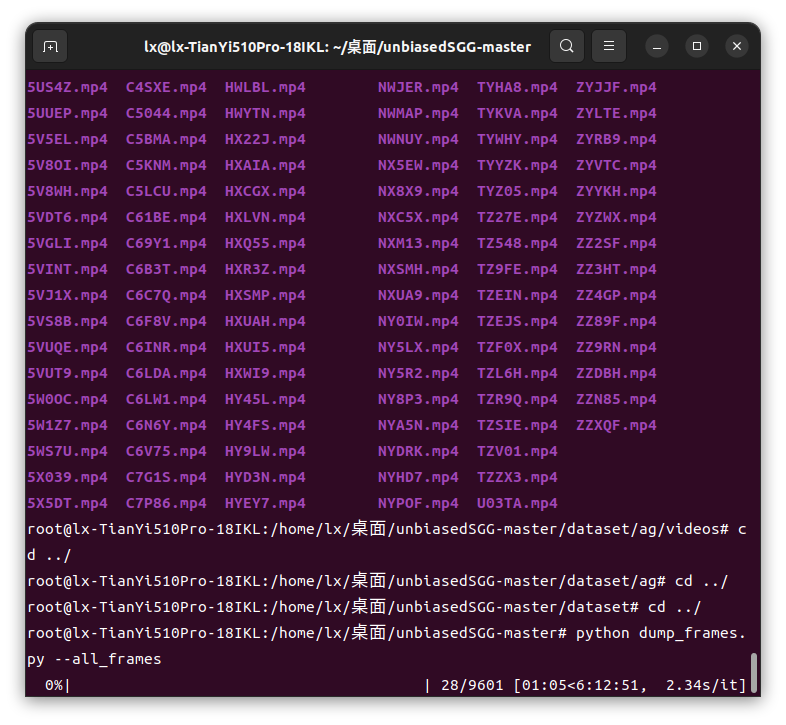 lx@lx-TianYi510Pro-18IKL: ~/桌面/unbiasedSGG-master
5US4Z.mp4 C4SXE.mp4 HWLBL.mp4 NWJER.mp4 TYHA8.mp4 ZYJJF.mp4
5UUEP.mp4 C5044.mp4 HWYTN.mp4 NWMAP.mp4 TYKVA.mp4 ZYLTE.mp4
5V5EL.mp4 C5BMA.mp4 HX22J.mp4 NWNUY.mp4 TYWHY.mp4 ZYRB9.mp4
5V8OI.mp4 C5KNM.mp4 HXAIA.mp4 NX5EW.mp4 TYYZK.mp4 ZYVTC.mp4
5V8WH.mp4 C5LCU.mp4 HXCGX.mp4 NX8X9.mp4 TYZ05.mp4 ZYYKH.mp4
5VDT6.mp4 C61BE.mp4 HXLVN.mp4 NXC5X.mp4 TZ27E.mp4 ZYZWX.mp4
5VGLI.mp4 C69Y1.mp4 HXQ55.mp4 NXM13.mp4 TZ548.mp4 ZZ2SF.mp4
5VINT.mp4 C6B3T.mp4 HXR3Z.mp4 NXSMH.mp4 TZ9FE.mp4 ZZ3HT.mp4
5VJ1X.mp4 C6C7Q.mp4 HXSMP.mp4 NXUA9.mp4 TZEIN.mp4 ZZ4GP.mp4
5VS8B.mp4 C6F8V.mp4 HXUAH.mp4 NY0IW.mp4 TZEJS.mp4 ZZ89F.mp4
5VUQE.mp4 C6INR.mp4 HXUI5.mp4 NY5LX.mp4 TZF0X.mp4 ZZ9RN.mp4
5VUT9.mp4 C6LDA.mp4 HXWI9.mp4 NY5R2.mp4 TZL6H.mp4 ZZDBH.mp4
5W0OC.mp4 C6LW1.mp4 HY45L.mp4 NY8P3.mp4 TZR9Q.mp4 ZZN85.mp4
5W1Z7.mp4 C6N6Y.mp4 HY4FS.mp4 NYA5N.mp4 TZSIE.mp4 ZZXQF.mp4
5WS7U.mp4 C6V75.mp4 HY9LW.mp4 NYDRK.mp4 TZV01.mp4
5X039.mp4 C7G1S.mp4 HYD3N.mp4 NYHD7.mp4 TZZX3.mp4
5X5DT.mp4 C7P86.mp4 HYEY7.mp4 NYPOF.mp4 U03TA.mp4
root@lx-TianYi510Pro-18IKL:/home/lx/桌面/unbiasedSGG-master/dataset/ag/videos# c
d ../
root@lx-TianYi510Pro-18IKL:/home/lx/桌面/unbiasedSGG-master/dataset/ag# cd ../
root@lx-TianYi510Pro-18IKL:/home/lx/桌面/unbiasedSGG-master/dataset# cd ../
root@lx-TianYi510Pro-18IKL:/home/lx/桌面/unbiasedSGG-master# python dump_frames.
py --all_frames
0%| | 28/9601 [01:05<6:12:51, 2.34s/it]